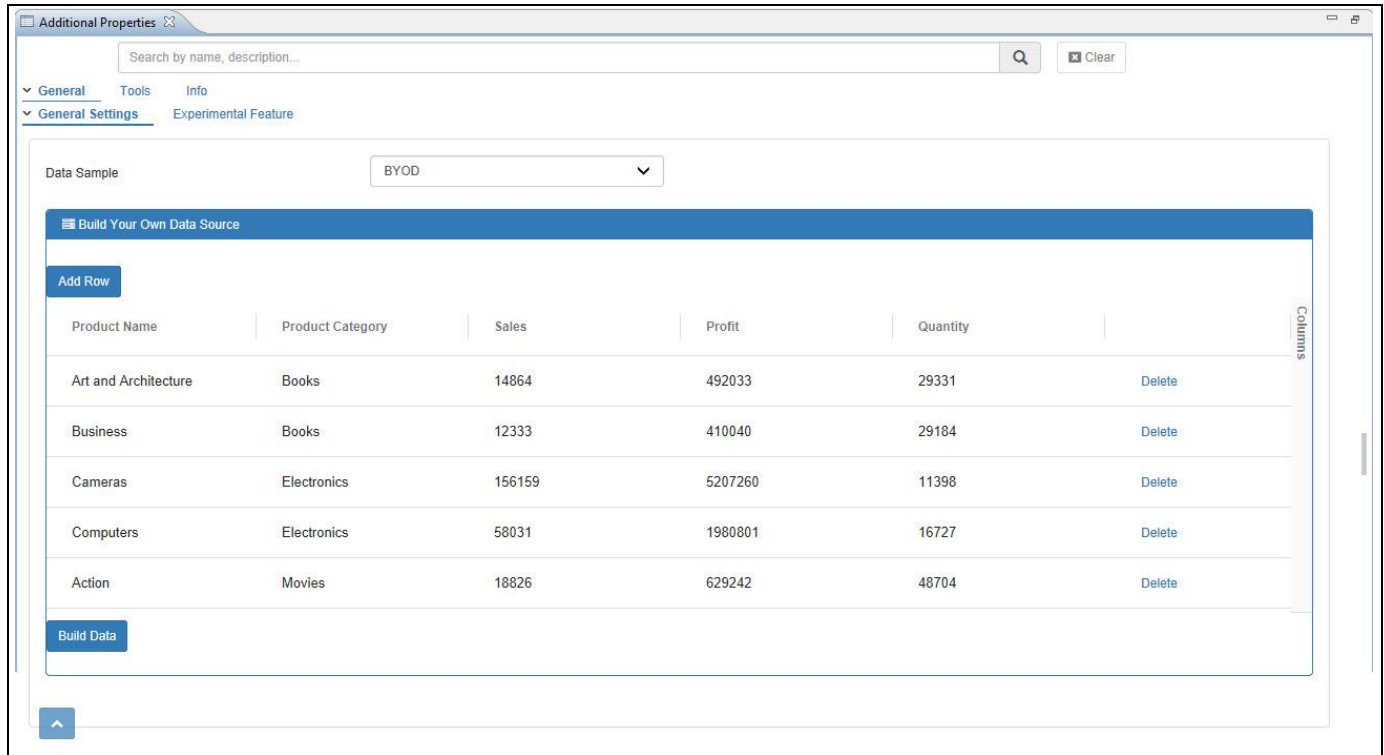 Additional Properties
Search by name, description...
Clear
General Tools Info
General Settings Experimental Feature
Data Sample BYOD
Build Your Own Data Source
Add Row
Product Name Product Category Sales Profit Quantity
Columns
Art and Architecture Books 14864 492033 29331 Delete
Business Books 12333 410040 29184 Delete
Cameras Electronics 156159 5207260 11398 Delete
Computers Electronics 58031 1980801 16727 Delete
Action Movies 18826 629242 48704 Delete
Build Data